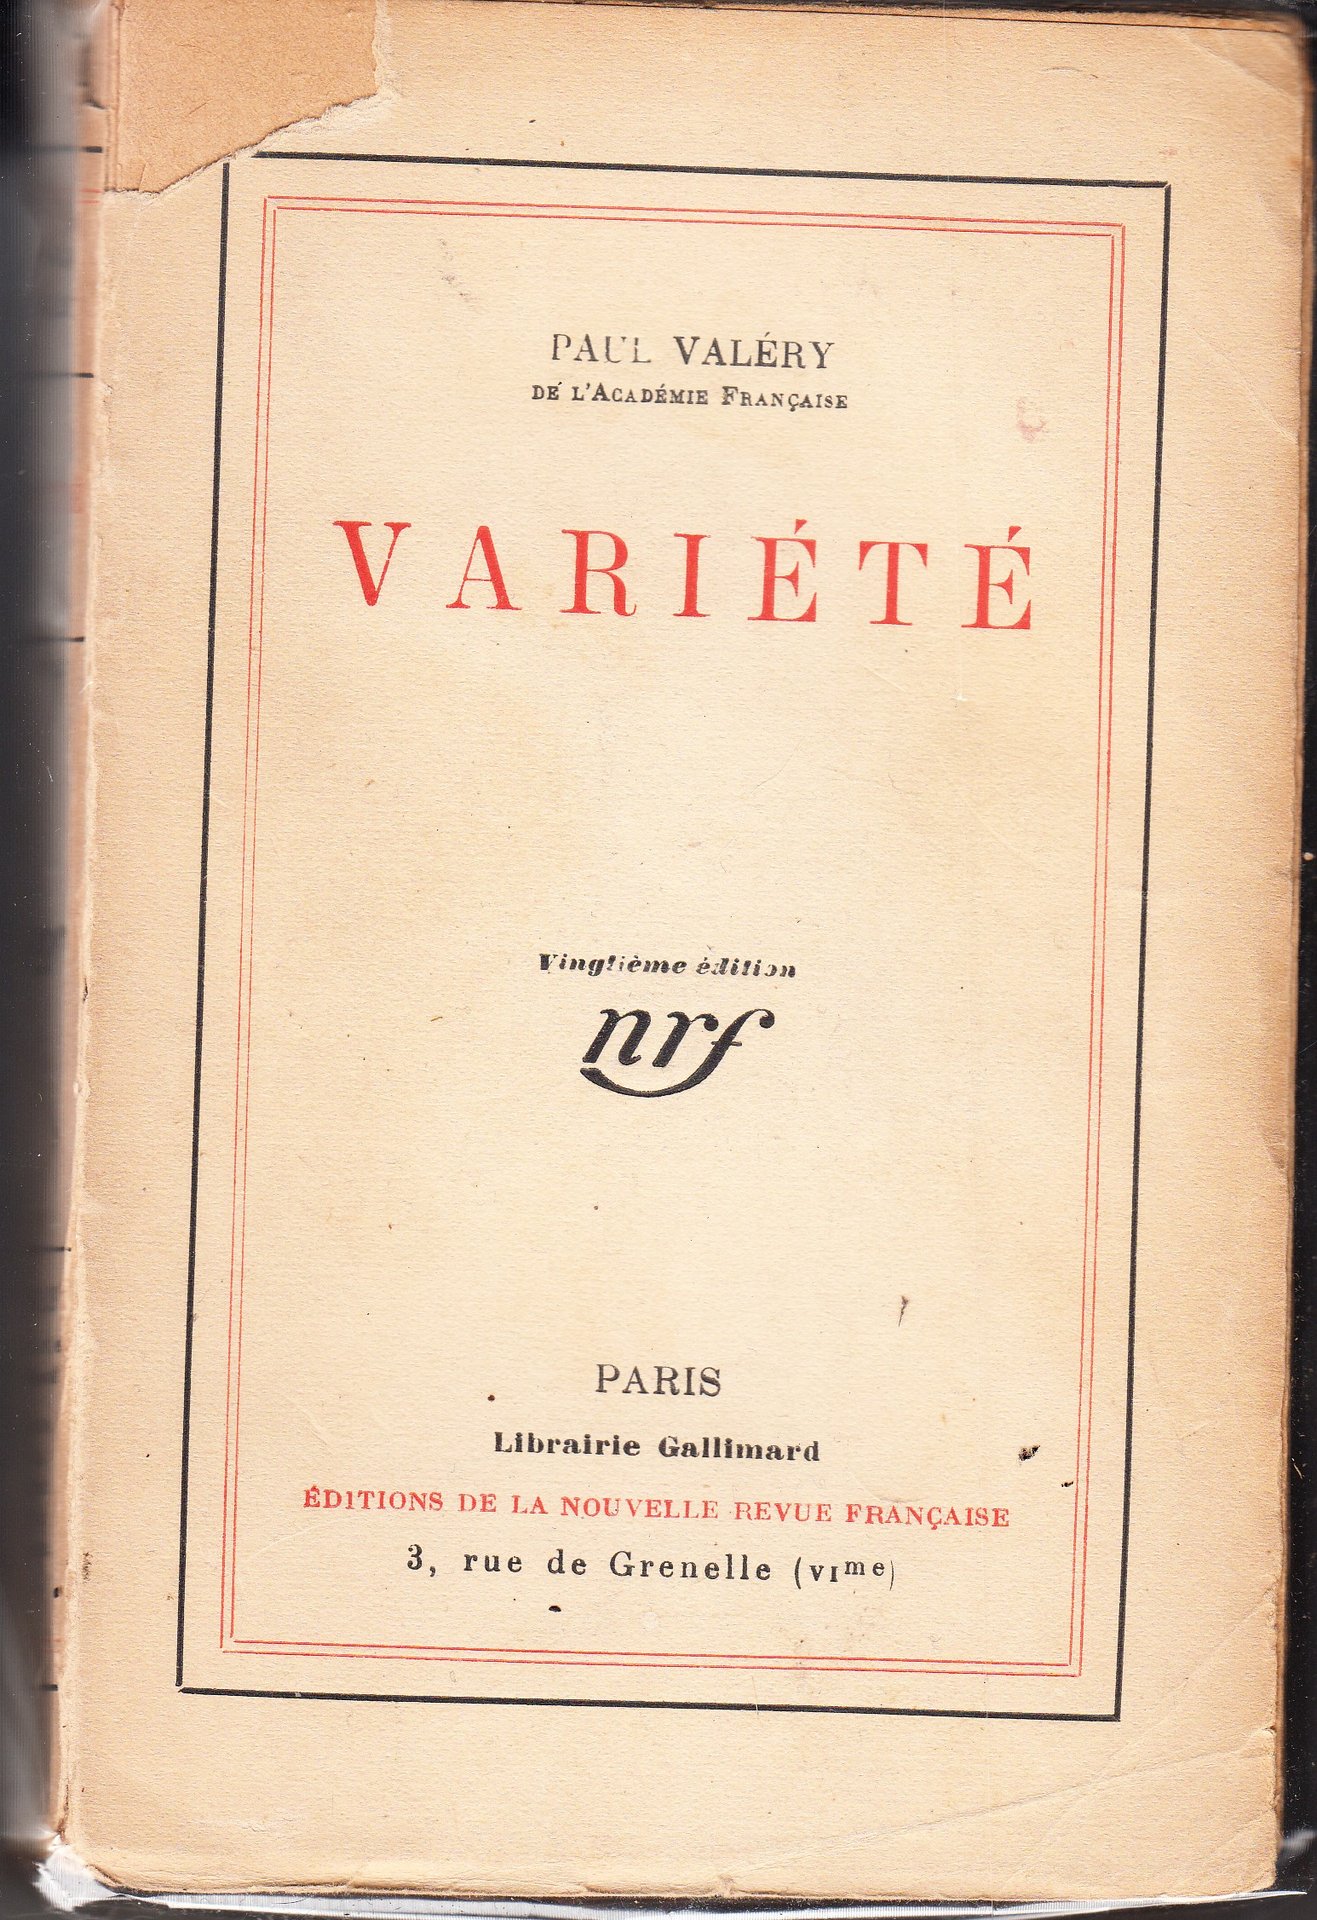 PAUL VALÉRY
DE L'ACADÉMIE FRANÇAISE
VARIÉTÉ
Vingtième édition
nrf
PARIS
Librairie Gallimard
ÉDITIONS DE LA NOUVELLE REVUE FRANÇAISE
3, rue de Grenelle (VIme)